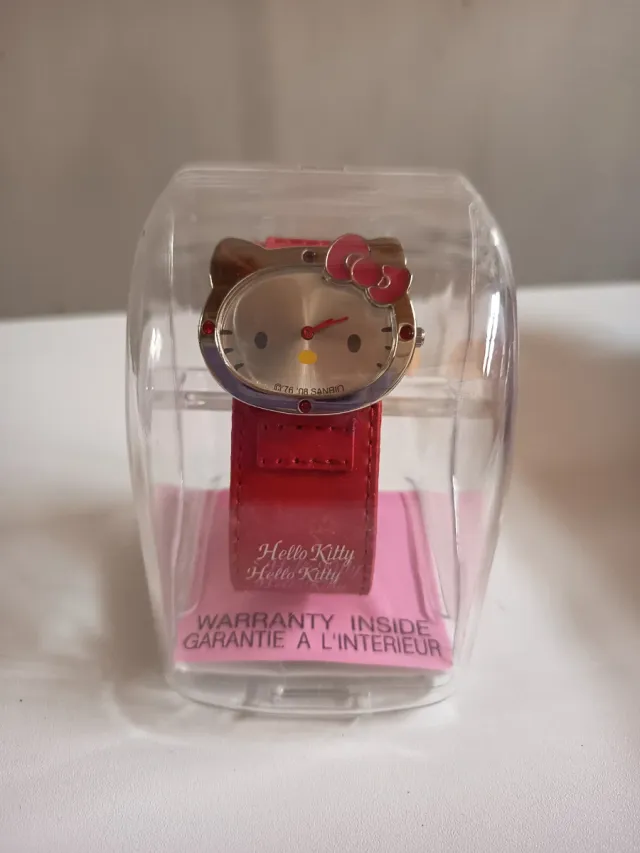 ©'76,'08 SANRIO
Hello Kitty
Hello Kitty
WARRANTY INSIDE
GARANTIE A L'INTERIEUR